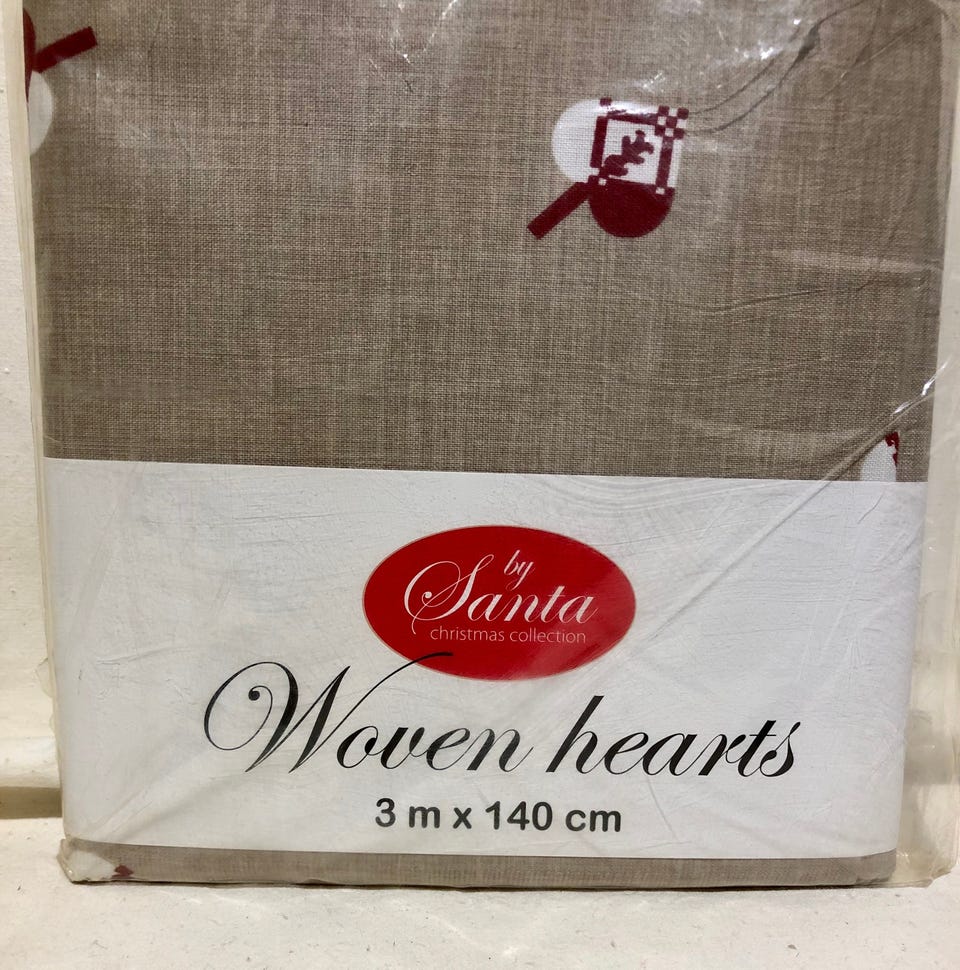 by
Santa
christmas collection
Woven hearts
3 m x 140 cm